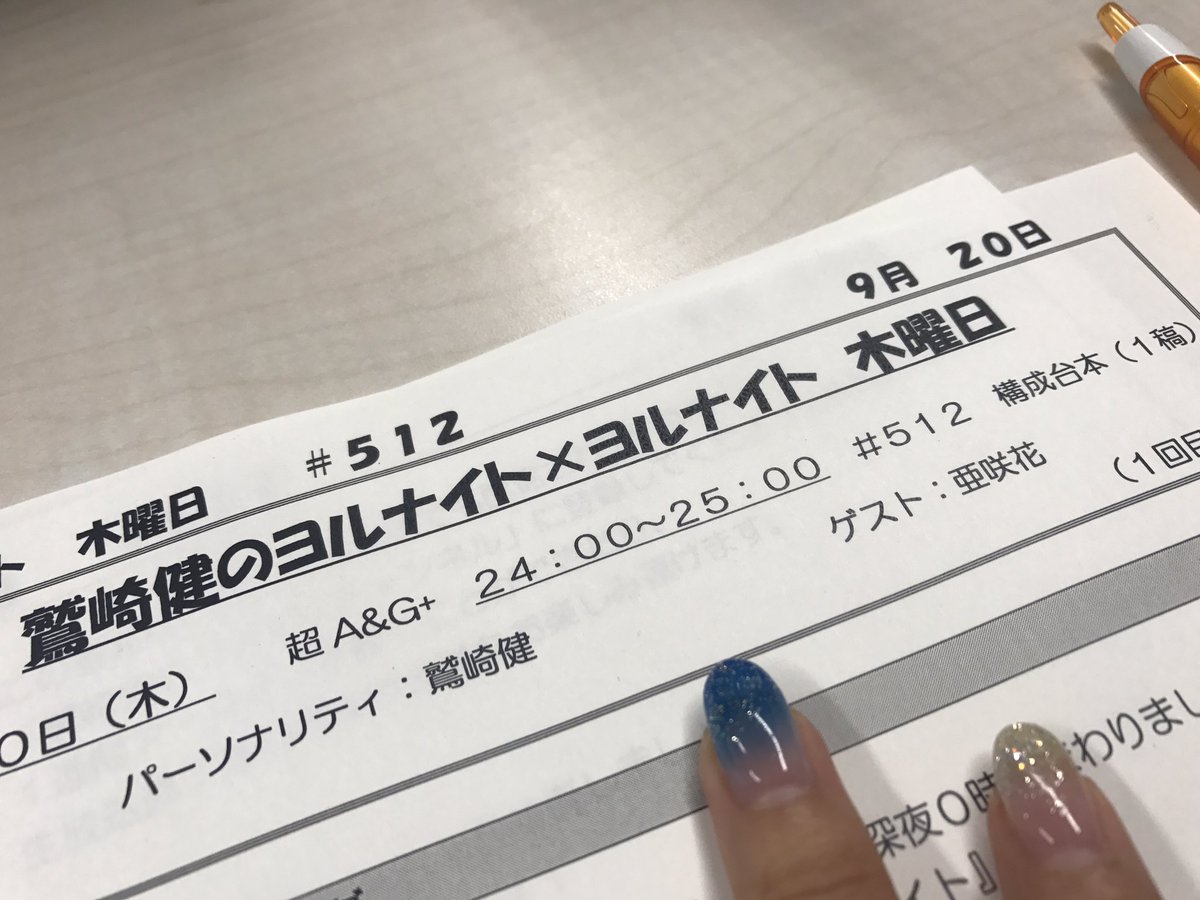 ト 木曜日 #512 9月 20日
鷲崎健のヨルナイト×ヨルナイト 木曜日
0日(木) 超A&G+ 24:00~25:00 #512 構成台本(1稿)
パーソナリティ:鷲崎健 ゲスト:亜咲花 (1回目
深夜0時 わりまし
イト』